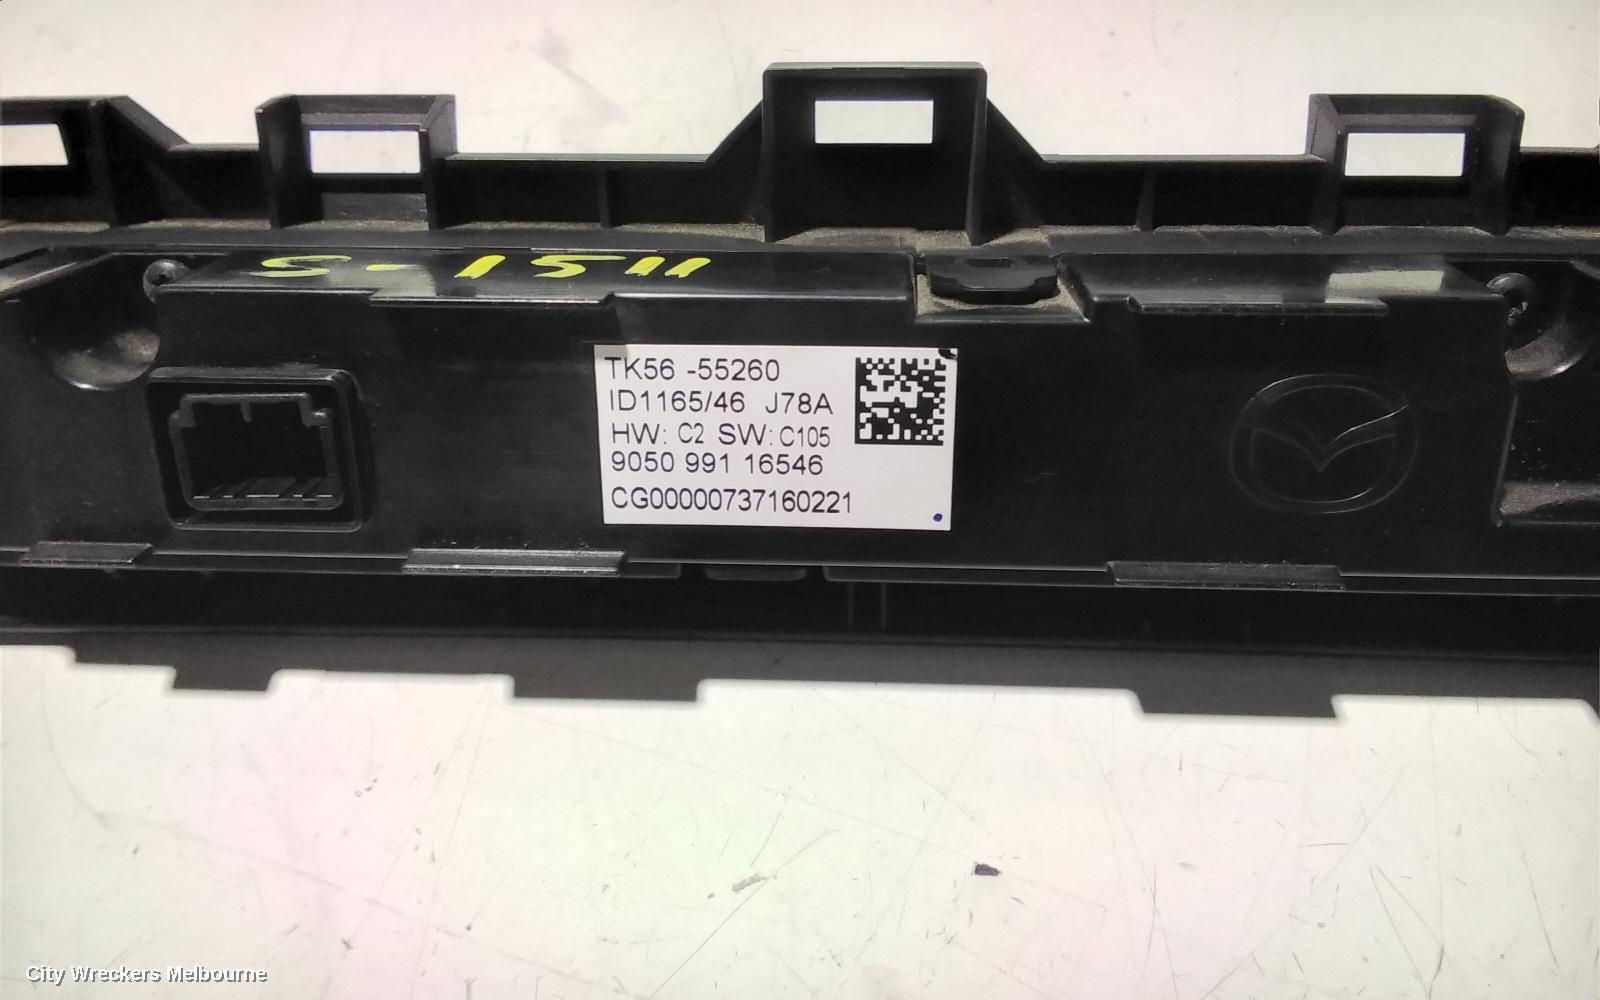 S-1511
TK56 -55260
ID1165/46 J78A
HW: C2 SW: C105
9050 991 16546
CG00000737160221
City Wreckers Melbourne